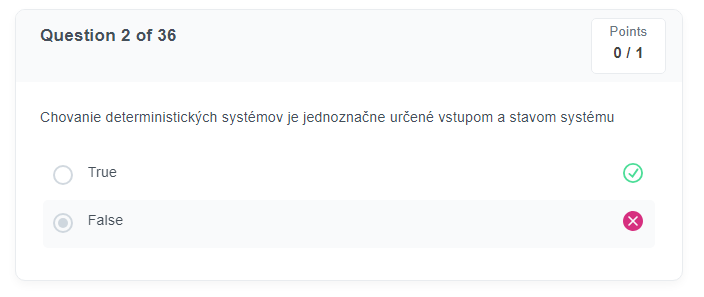 Question 2 of 36
Points
0 / 1
Chovanie deterministických systémov je jednoznačne určené vstupom a stavom systému
True
False